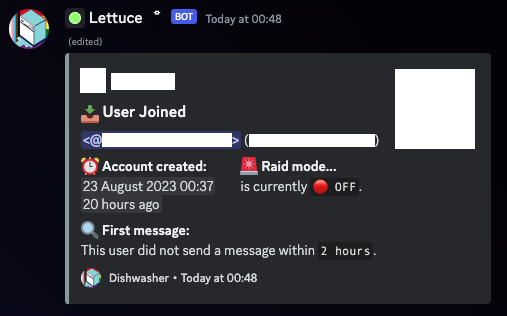 Lettuce BOT Today at 00:48
(edited)
User Joined
<@ > ( )
Account created: Raid mode...
23 August 2023 00:37 is currently OFF.
20 hours ago
First message:
This user did not send a message within 2 hours.
Dishwasher • Today at 00:48